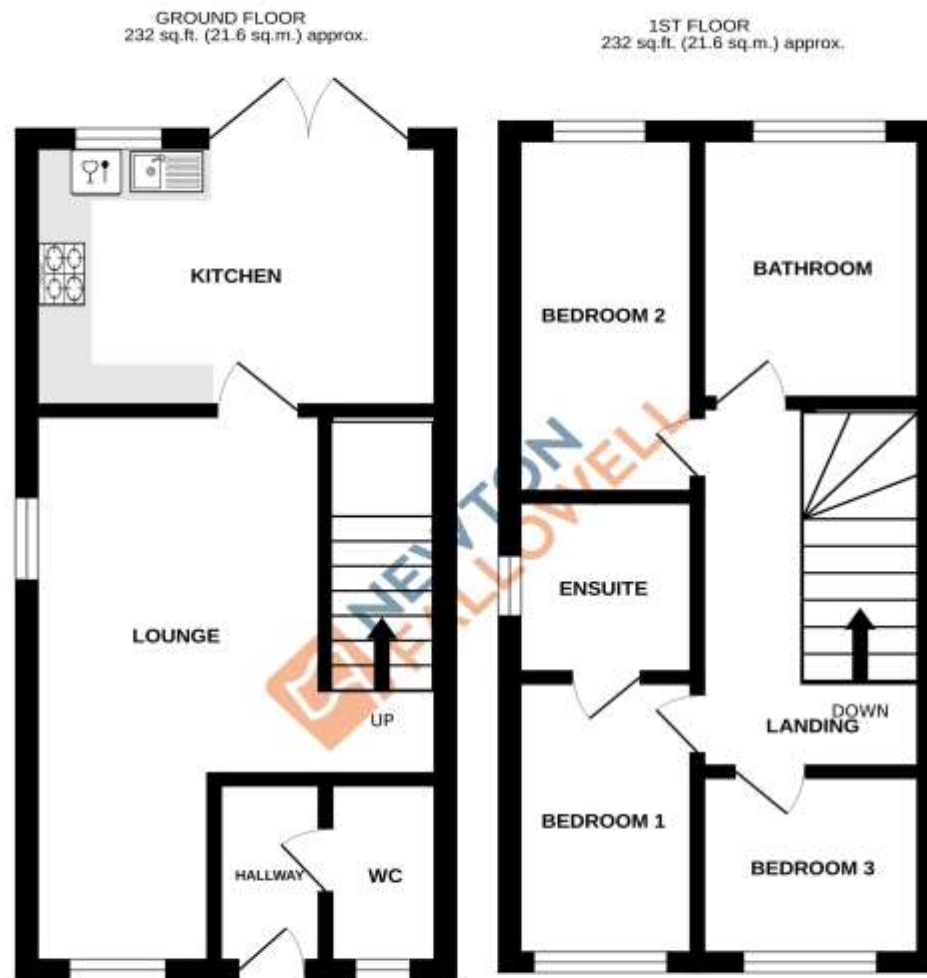 GROUND FLOOR
232 sq.ft. (21.6 sq.m.) approx.
KITCHEN
LOUNGE
UP
HALLWAY
WC
1ST FLOOR
232 sq.ft. (21.6 sq.m.) approx.
BEDROOM 2
BATHROOM
ENSUITE
DOWN
LANDING
BEDROOM 1
BEDROOM 3
NEWTON
FALLOWELL